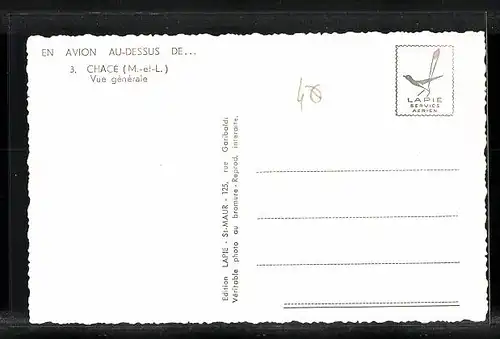 EN AVION AU-DESSUS DE...
3. CHACE (M.-et-L.)
Vue générale
LAPIE
SERVICE
AERIEN
Edition LAPIE - St-MAUR - 125, rue Garibaldi
Véritable photo au bromure - Reprod. interdite.